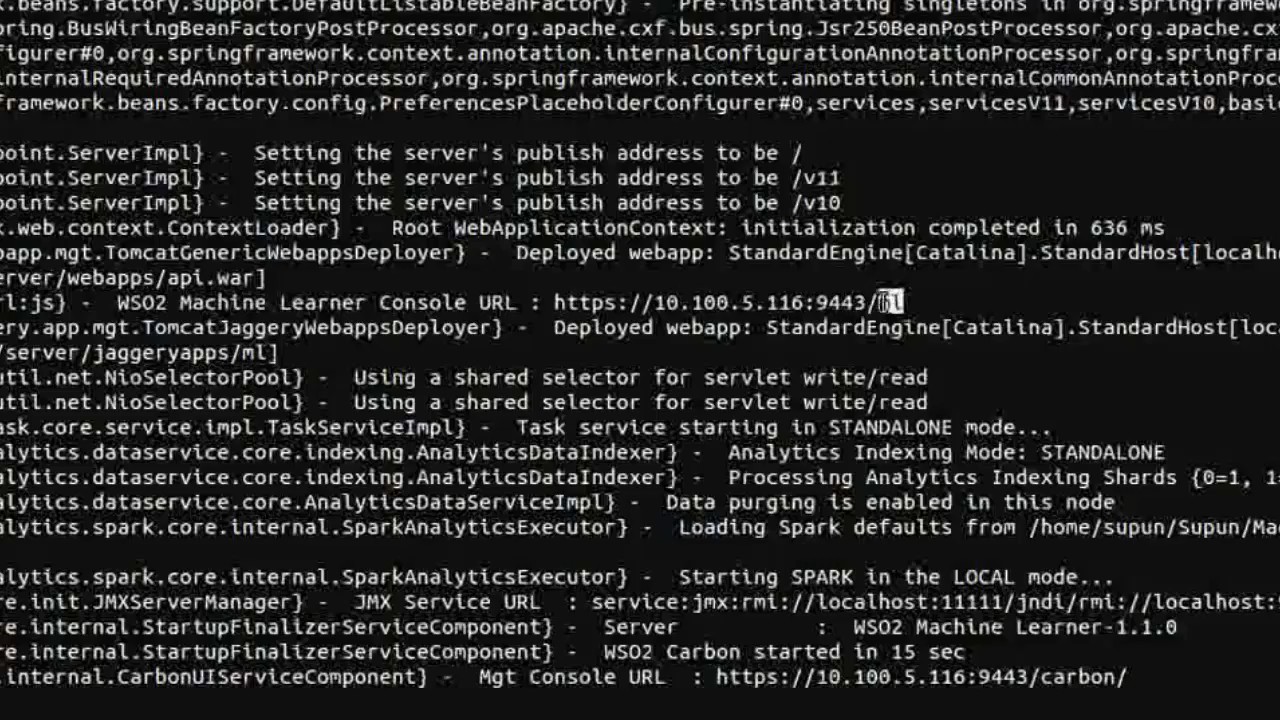 k.beans.factory.support.DefaultListableBeanFactory} - Pre-instantiating singletons in org.springframew
pring.BusWiringBeanFactoryPostProcessor,org.apache.cxf.bus.spring.Jsr250BeanPostProcessor,org.apache.cx
figurer#0,org.springframework.context.annotation.internalConfigurationAnnotationProcessor,org.springfra
internalRequiredAnnotationProcessor,org.springframework.context.annotation.internalCommonAnnotationProc
framework.beans.factory.config.PreferencesPlaceholderConfigurer#0,services,servicesV11,servicesV10,basi
point.ServerImpl} - Setting the server's publish address to be /
point.ServerImpl} - Setting the server's publish address to be /v11
point.ServerImpl} - Setting the server's publish address to be /v10
k.web.context.ContextLoader} - Root WebApplicationContext: initialization completed in 636 ms
bapp.mgt.TomcatGenericWebappsDeployer} - Deployed webapp: StandardEngine[Catalina].StandardHost[localh
erver/webapps/api.war]
rl:js} - WSO2 Machine Learner Console URL : https://10.100.5.116:9443/ml
ery.app.mgt.TomcatJaggeryWebappsDeployer} - Deployed webapp: StandardEngine[Catalina].StandardHost[loc
/server/jaggeryapps/ml]
util.net.NioSelectorPool} - Using a shared selector for servlet write/read
util.net.NioSelectorPool} - Using a shared selector for servlet write/read
ask.core.service.impl.TaskServiceImpl} - Task service starting in STANDALONE mode...
alytics.dataservice.core.indexing.AnalyticsDataIndexer} - Analytics Indexing Mode: STANDALONE
alytics.dataservice.core.indexing.AnalyticsDataIndexer} - Processing Analytics Indexing Shards {0=1, 1=
alytics.dataservice.core.AnalyticsDataServiceImpl} - Data purging is enabled in this node
alytics.spark.core.internal.SparkAnalyticsExecutor} - Loading Spark defaults from /home/supun/Supun/Ma
alytics.spark.core.internal.SparkAnalyticsExecutor} - Starting SPARK in the LOCAL mode...
re.init.JMXServerManager} - JMX Service URL : service:jmx:rmi://localhost:11111/jndi/rmi://localhost:
re.internal.StartupFinalizerServiceComponent} - Server : WSO2 Machine Learner-1.1.0
re.internal.StartupFinalizerServiceComponent} - WSO2 Carbon started in 15 sec
.internal.CarbonUIServiceComponent} - Mgt Console URL : https://10.100.5.116:9443/carbon/